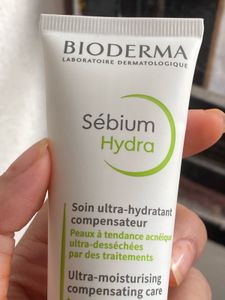 BIODERMA
LABORATOIRE DERMATOLOGIQUE
Sébium
Hydra
Soin ultra-hydratant
compensateur
Peaux à tendance acnéique
ultra-desséchées
par des traitements
Ultra-moisturising
compensating care